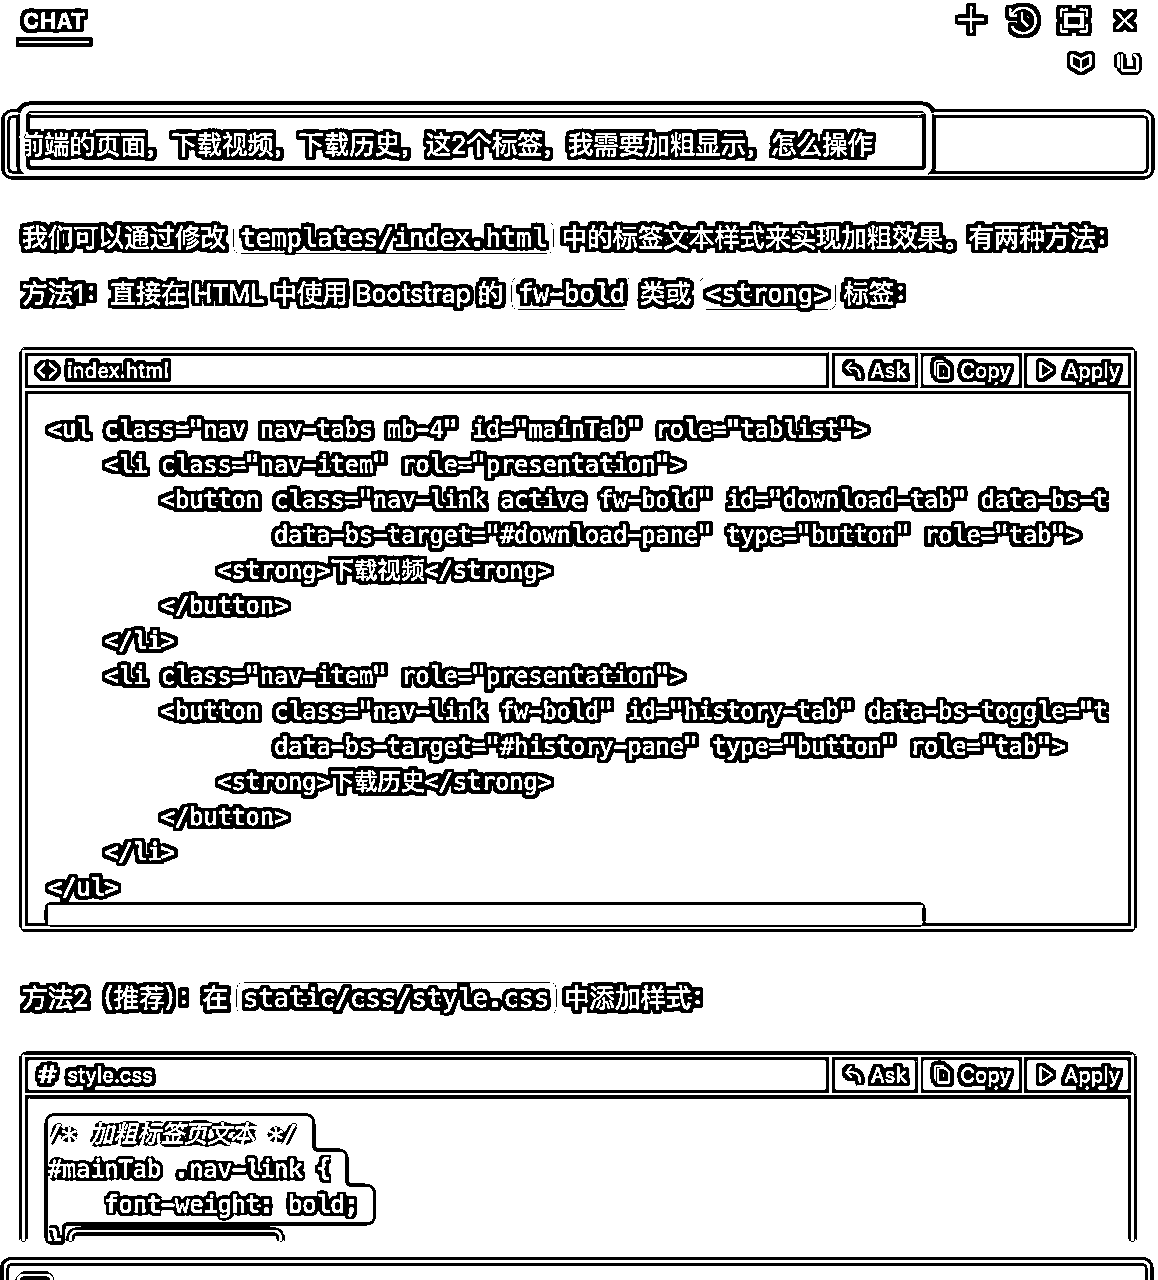 CHAT
前端的页面，下载视频，下载历史，这2个标签，我需要加粗显示，怎么操作
我们可以通过修改 templates/index.html 中的标签文本样式来实现加粗效果。有两种方法：
方法1：直接在 HTML 中使用 Bootstrap 的 fw-bold 类或 <strong> 标签：
index.html Ask Copy Apply
<ul class="nav nav-tabs mb-4" id="mainTab" role="tablist">
<li class="nav-item" role="presentation">
<button class="nav-link active fw-bold" id="download-tab" data-bs-t
data-bs-target="#download-pane" type="button" role="tab">
<strong>下载视频</strong>
</button>
</li>
<li class="nav-item" role="presentation">
<button class="nav-link fw-bold" id="history-tab" data-bs-toggle="t
data-bs-target="#history-pane" type="button" role="tab">
<strong>下载历史</strong>
</button>
</li>
</ul>
方法2（推荐）：在 static/css/style.css 中添加样式：
# style.css Ask Copy Apply
/* 加粗标签页文本 */
#mainTab .nav-link {
font-weight: bold;
}